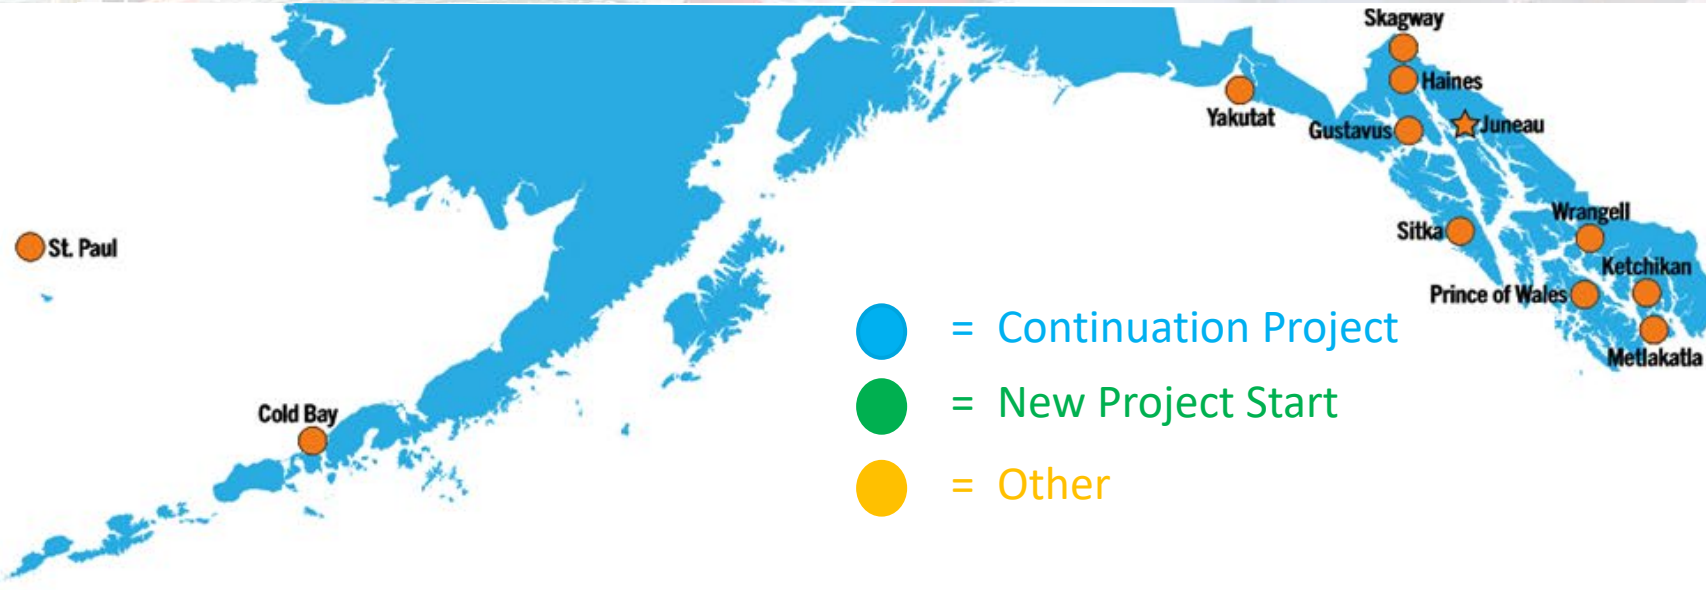 Skagway
Haines
Yakutat
Gustavus
Juneau
Wrangell
Sitka
St. Paul
Ketchikan
Prince of Wales
= Continuation Project
Metlakatla
= New Project Start
Cold Bay
= Other